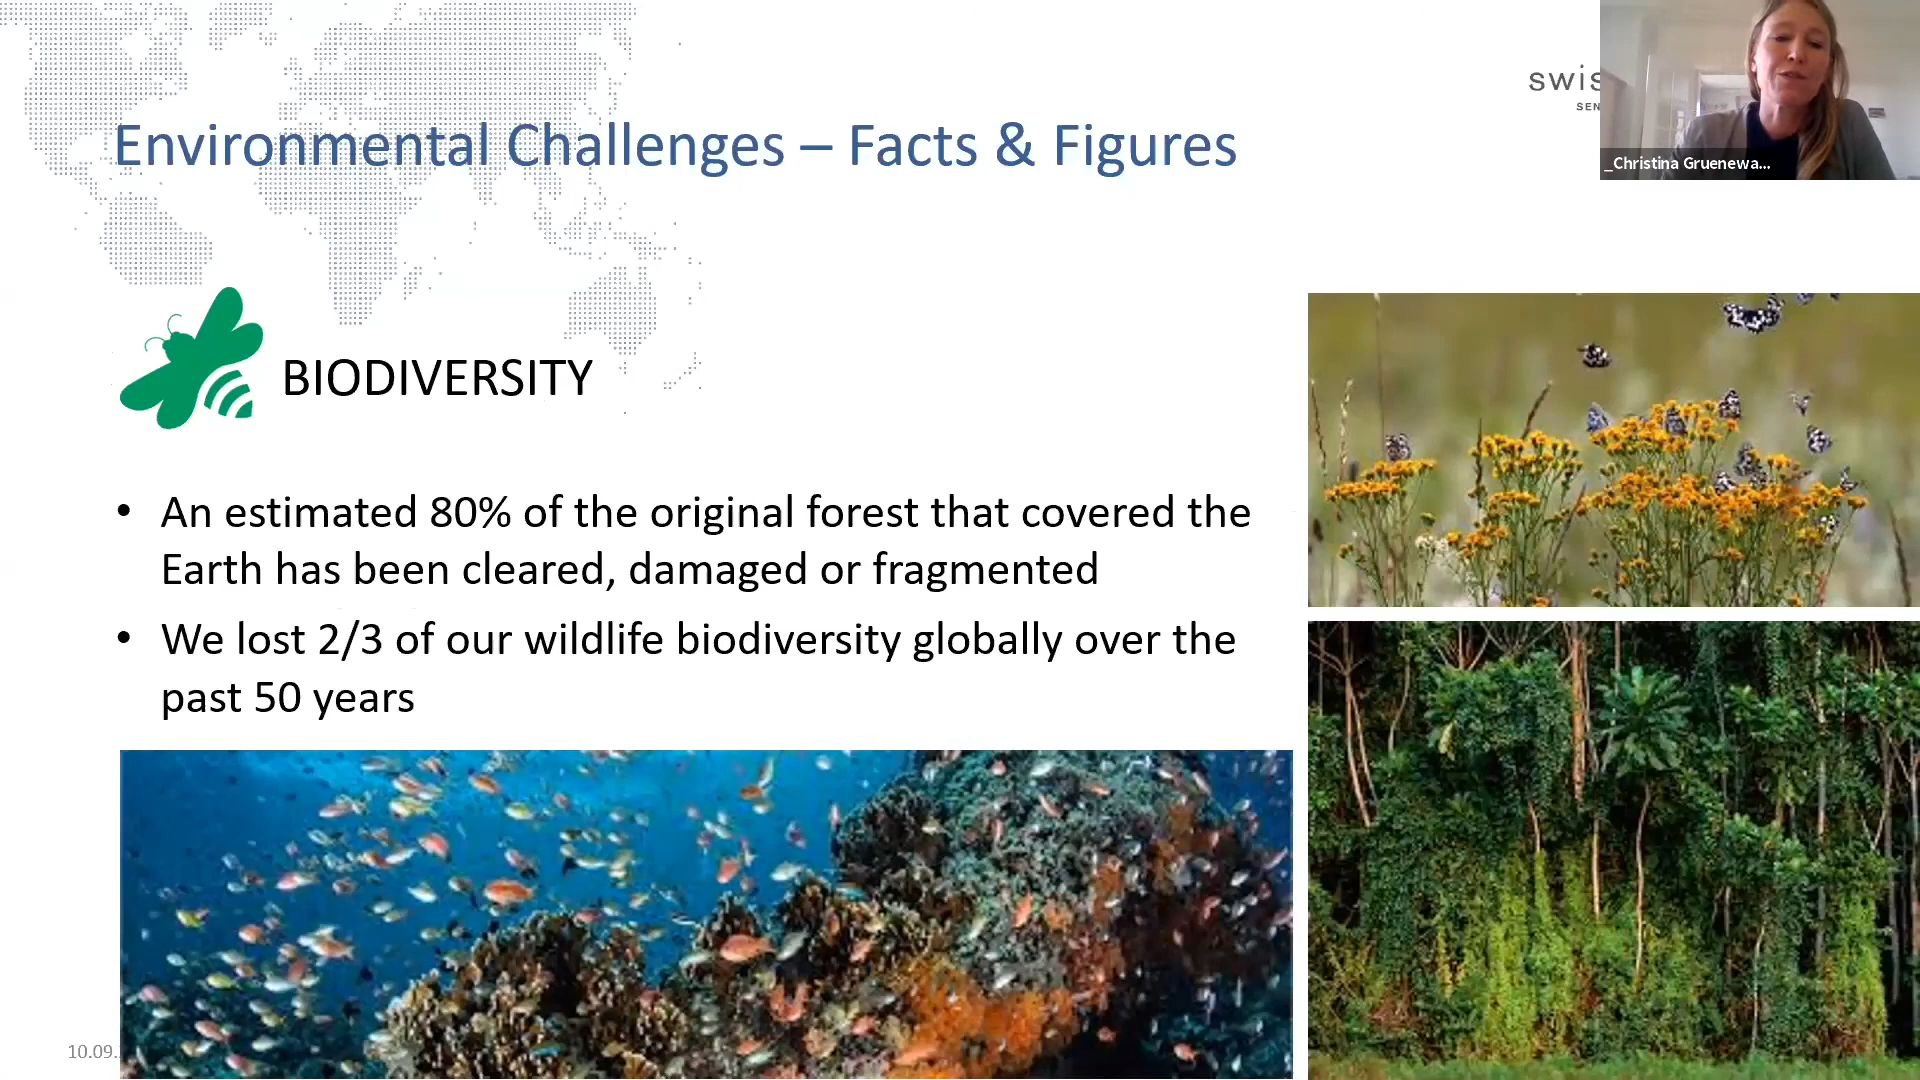 swis
SEN
Environmental Challenges – Facts & Figures
_Christina Gruenewa...
BIODIVERSITY
• An estimated 80% of the original forest that covered the
Earth has been cleared, damaged or fragmented
• We lost 2/3 of our wildlife biodiversity globally over the
past 50 years
10.09.